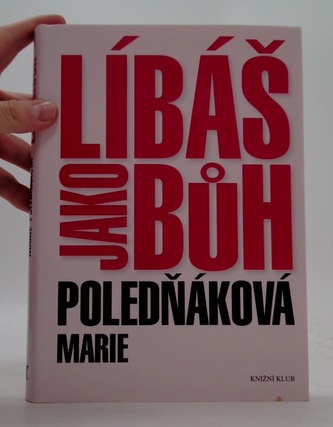 LÍBÁŠ
JAKO
BŮH
POLEDŇÁKOVÁ
MARIE
KNIŽNÍ KLUB